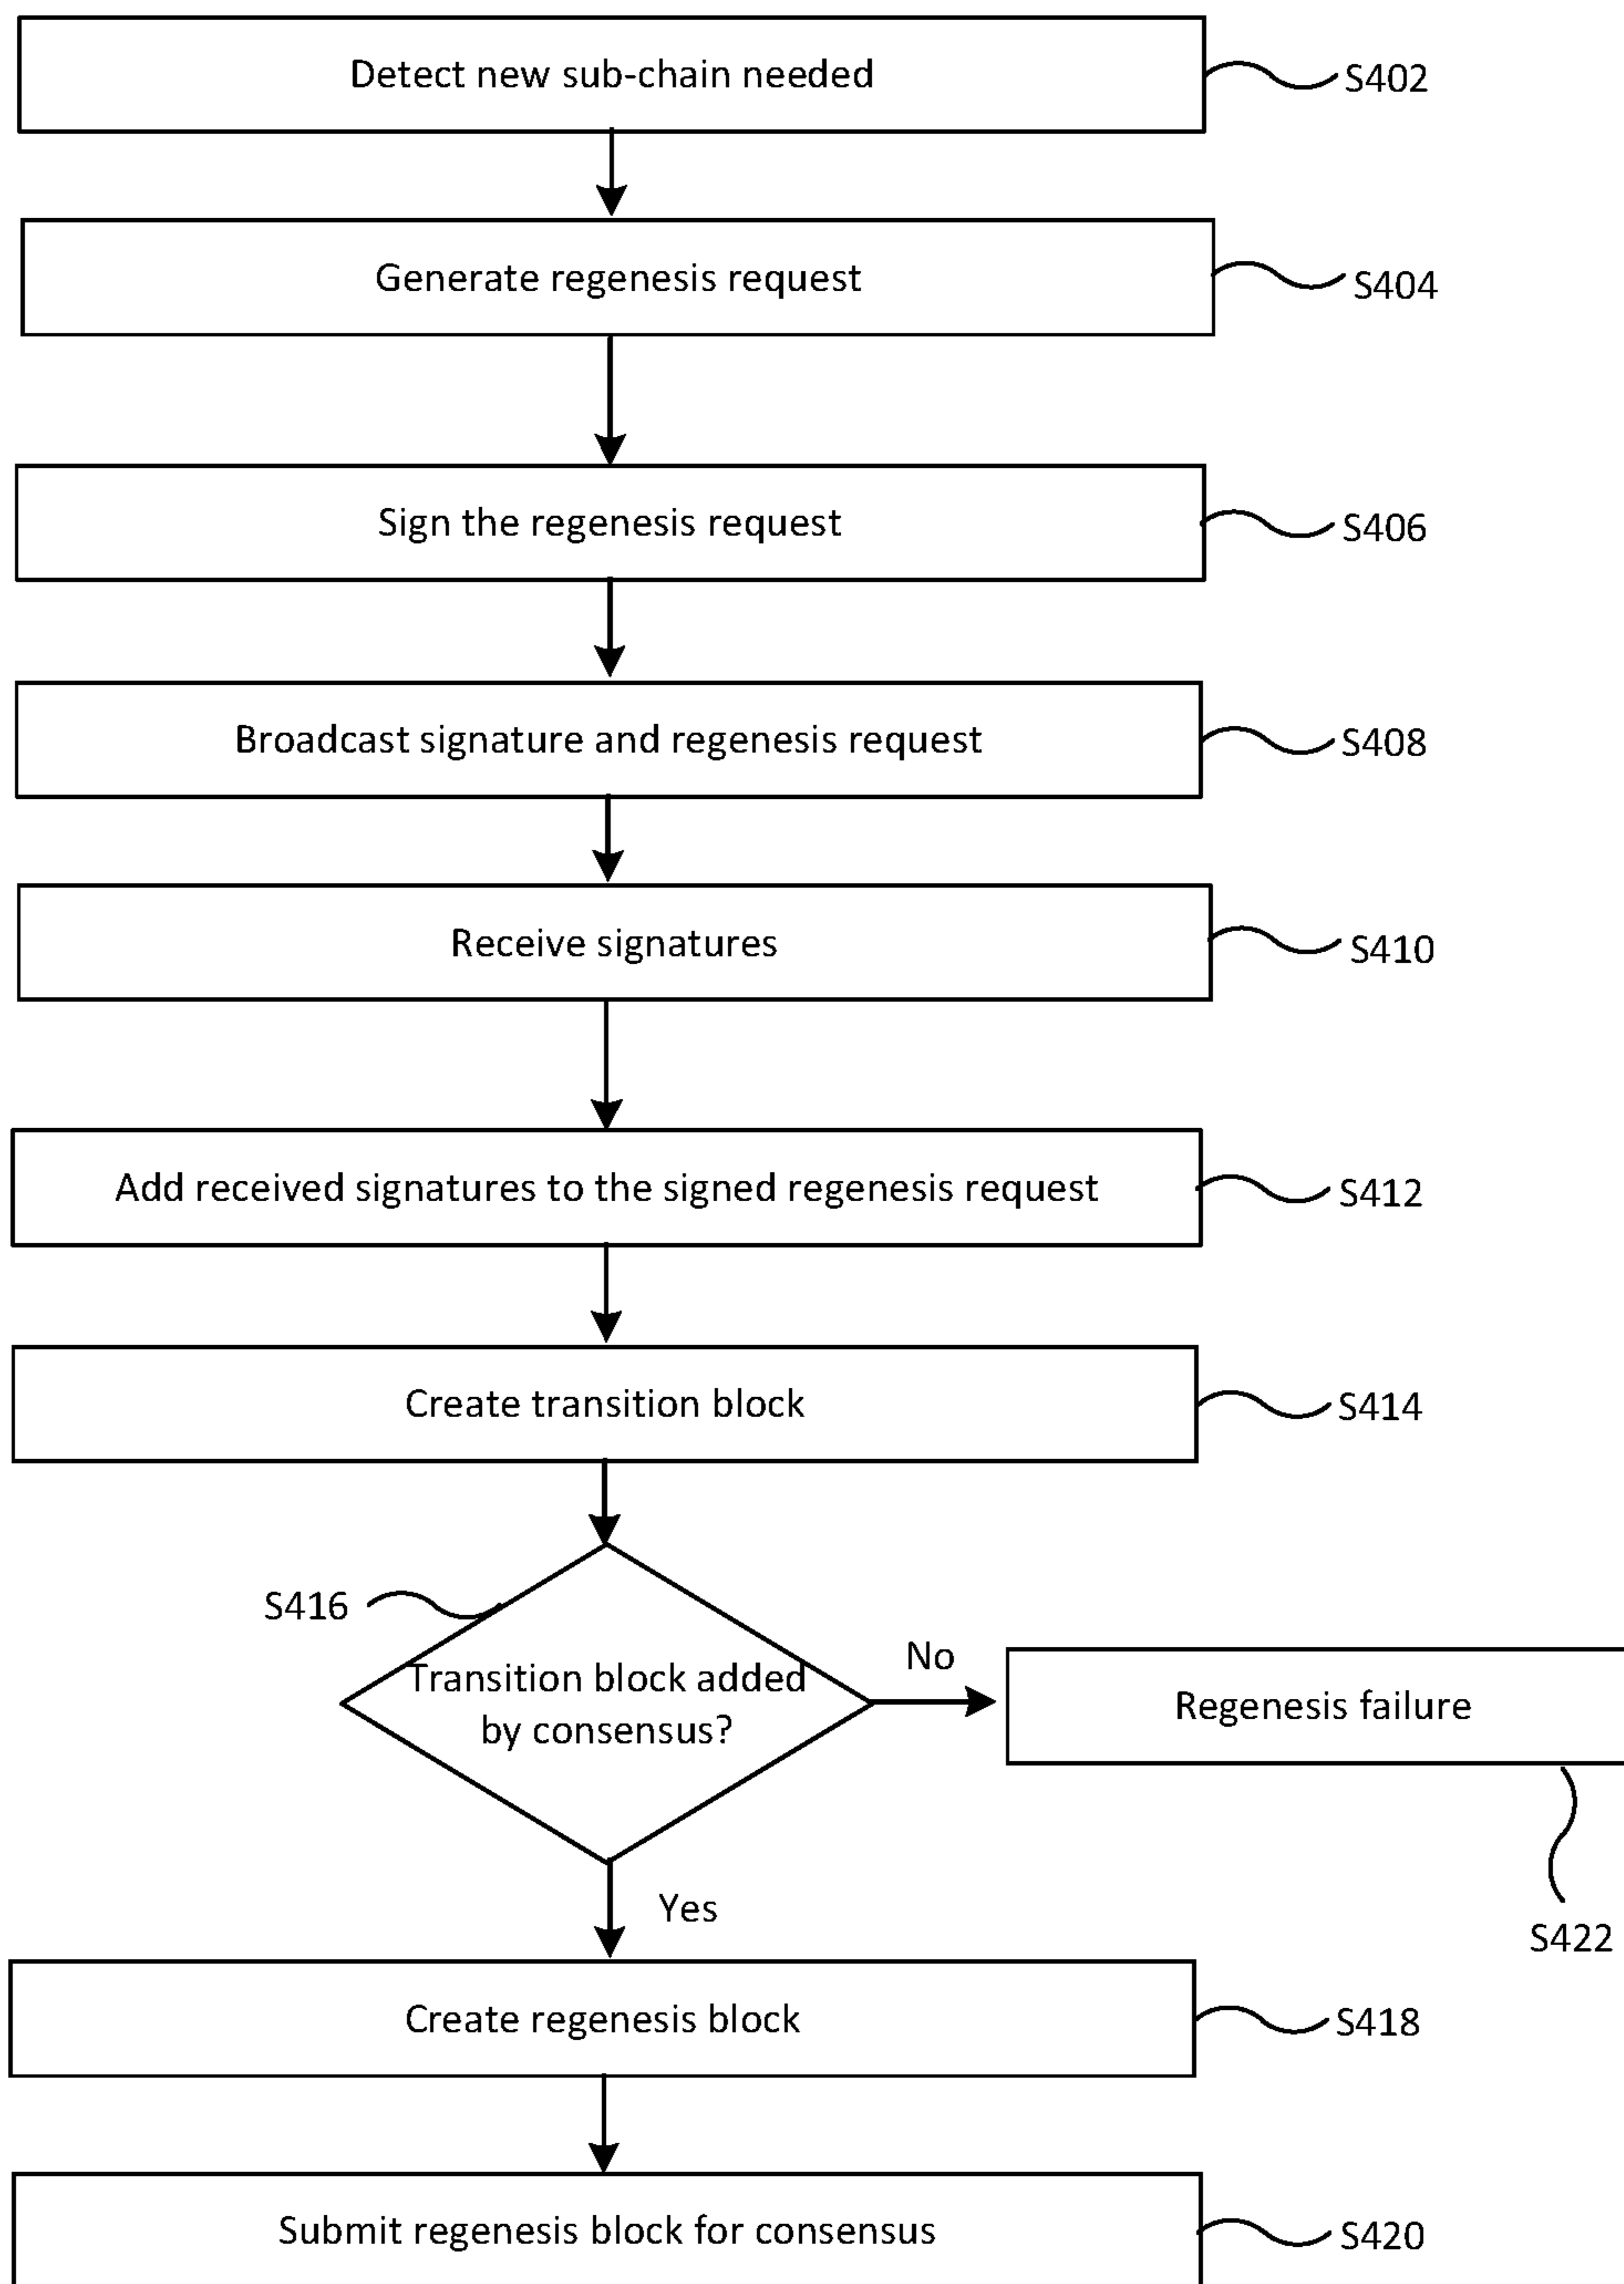 Detect new sub-chain needed
S402
Generate regenesis request
S404
Sign the regenesis request
S406
Broadcast signature and regenesis request
S408
Receive signatures
S410
Add received signatures to the signed regenesis request
S412
Create transition block
S414
S416
Transition block added
by consensus?
No
Regenesis failure
Yes
S422
Create regenesis block
S418
Submit regenesis block for consensus
S420